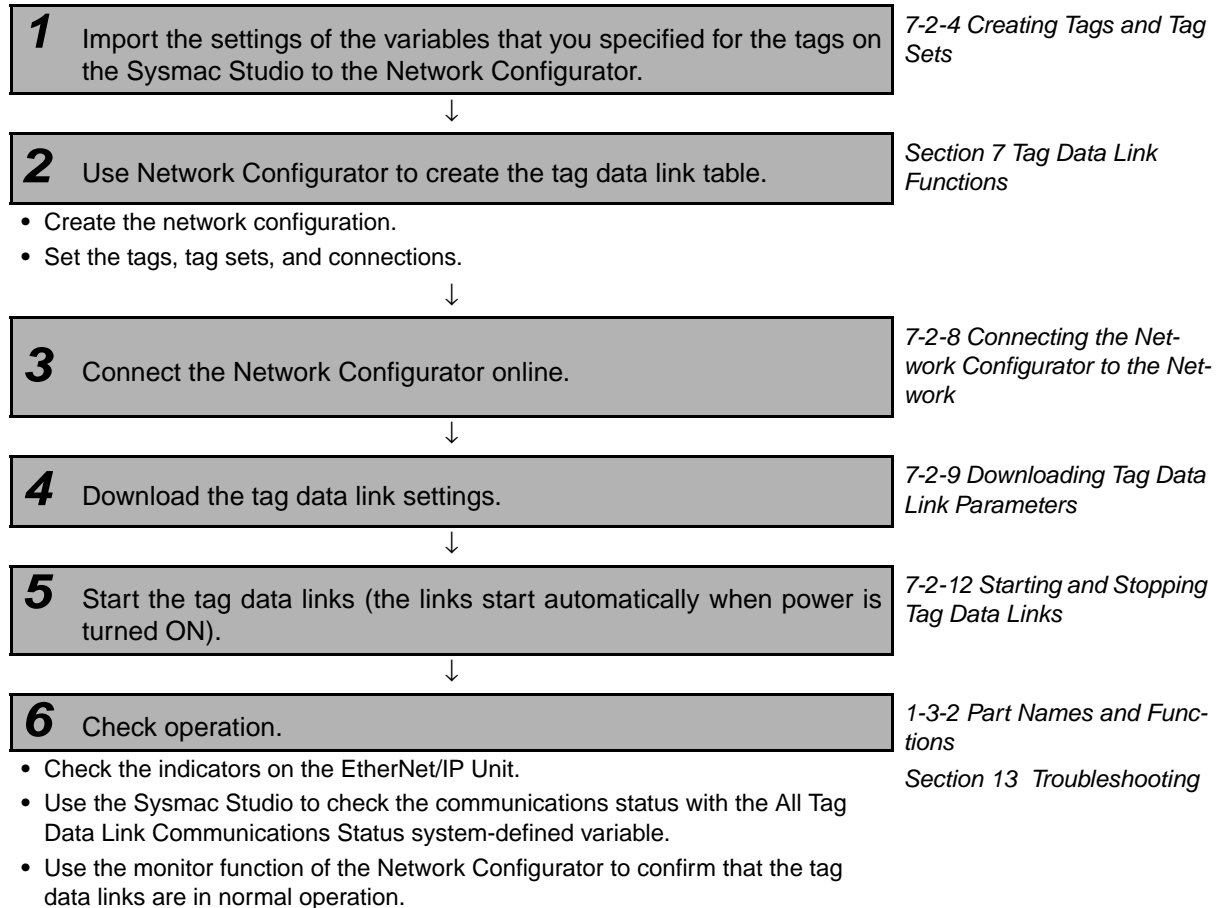 1 Import the settings of the variables that you specified for the tags on
the Sysmac Studio to the Network Configurator.
7-2-4 Creating Tags and Tag
Sets
↓
2 Use Network Configurator to create the tag data link table.
Section 7 Tag Data Link
Functions
• Create the network configuration.
• Set the tags, tag sets, and connections.
↓
3 Connect the Network Configurator online.
7-2-8 Connecting the Net-
work Configurator to the Net-
work
↓
4 Download the tag data link settings.
7-2-9 Downloading Tag Data
Link Parameters
↓
5 Start the tag data links (the links start automatically when power is
turned ON).
7-2-12 Starting and Stopping
Tag Data Links
↓
6 Check operation.
1-3-2 Part Names and Func-
tions
Section 13 Troubleshooting
• Check the indicators on the EtherNet/IP Unit.
• Use the Sysmac Studio to check the communications status with the All Tag
Data Link Communications Status system-defined variable.
• Use the monitor function of the Network Configurator to confirm that the tag
data links are in normal operation.